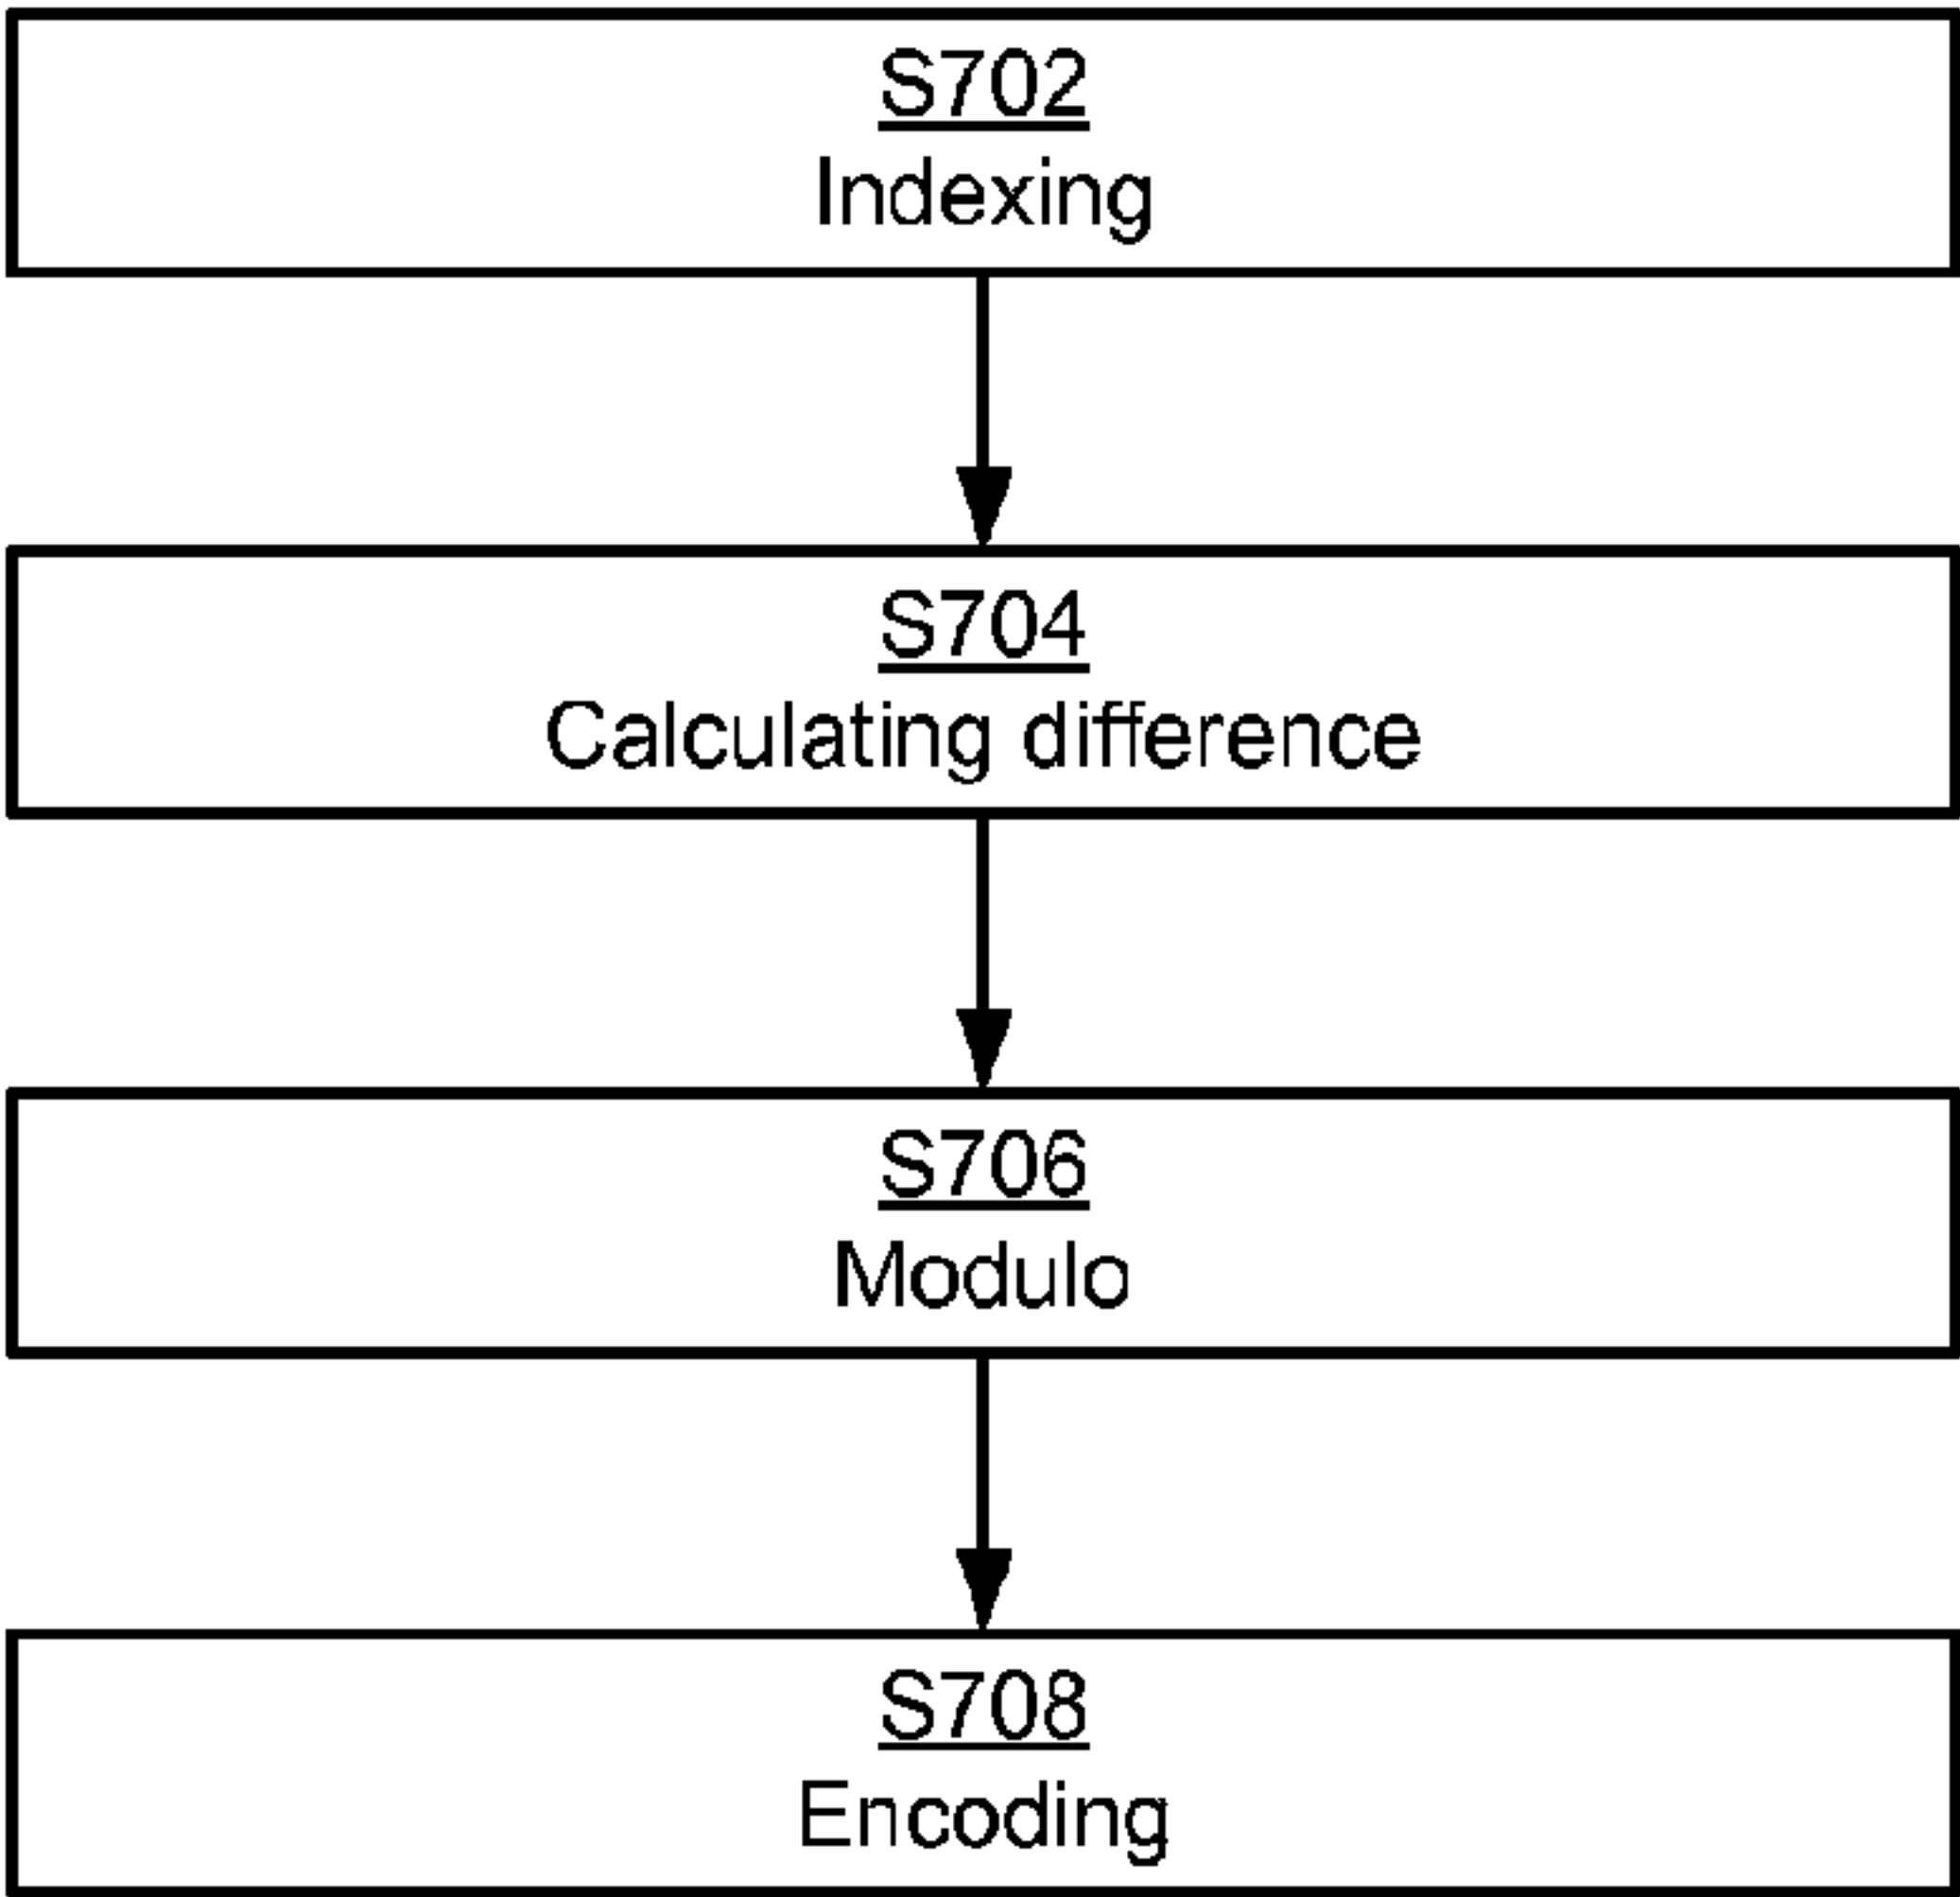 S702
Indexing
S704
Calculating difference
S706
Modulo
S708
Encoding